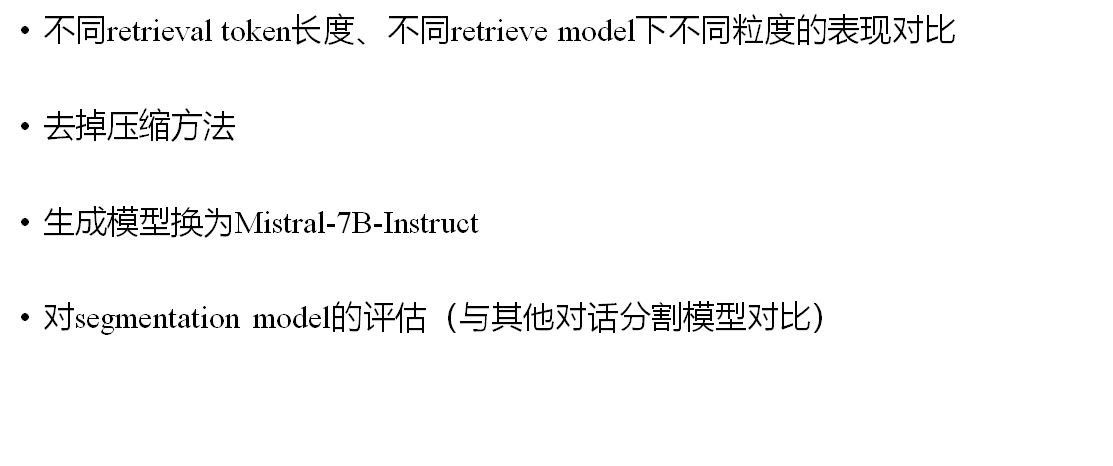 • 不同retrieval token长度、不同retrieve model下不同粒度的表现对比
• 去掉压缩方法
• 生成模型换为Mistral-7B-Instruct
• 对segmentation model的评估（与其他对话分割模型对比）